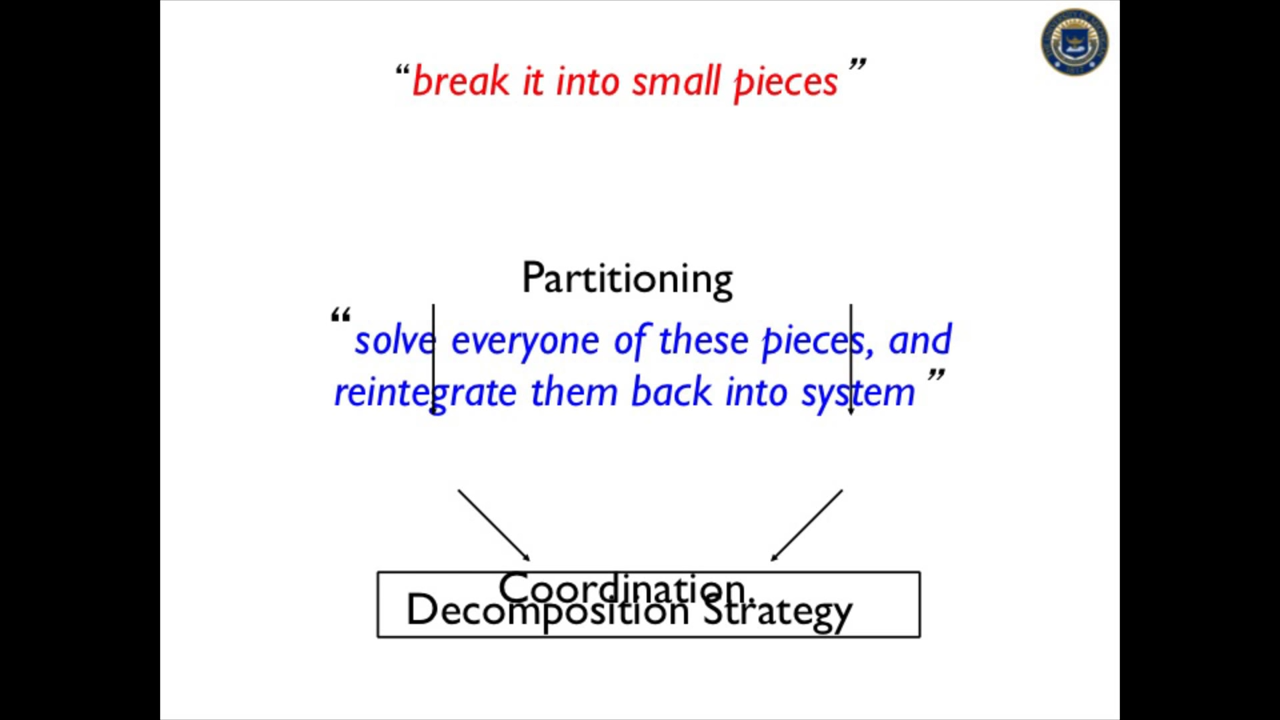 “break it into small pieces”
Partitioning
“solve everyone of these pieces, and
reintegrate them back into system”
Coordination.
Decomposition Strategy